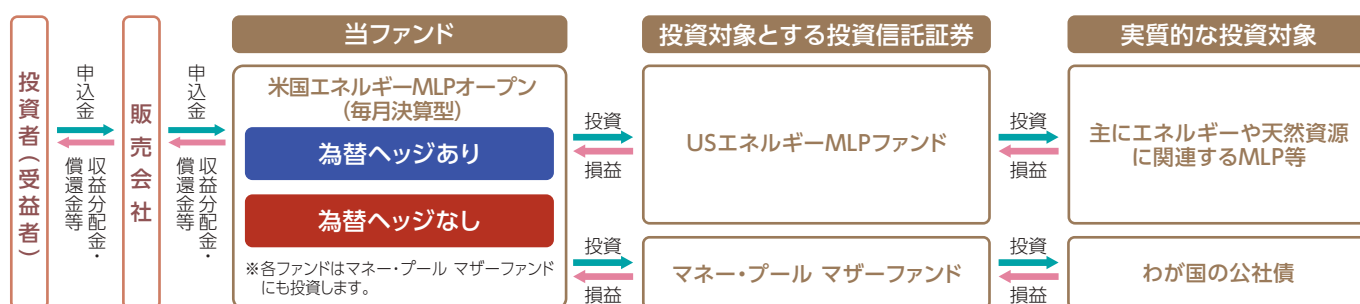 投資者（受益者）
申込金
収益分配金・
償還金等
販売会社
申込金
収益分配金・
償還金等
当ファンド
米国エネルギーMLPオープン
（毎月決算型）
為替ヘッジあり
為替ヘッジなし
※各ファンドはマネー・プール マザーファンド
にも投資します。
投資
損益
投資
損益
投資対象とする投資信託証券
USエネルギーMLPファンド
マネー・プール マザーファンド
投資
損益
投資
損益
実質的な投資対象
主にエネルギーや天然資源
に関連するMLP等
わが国の公社債